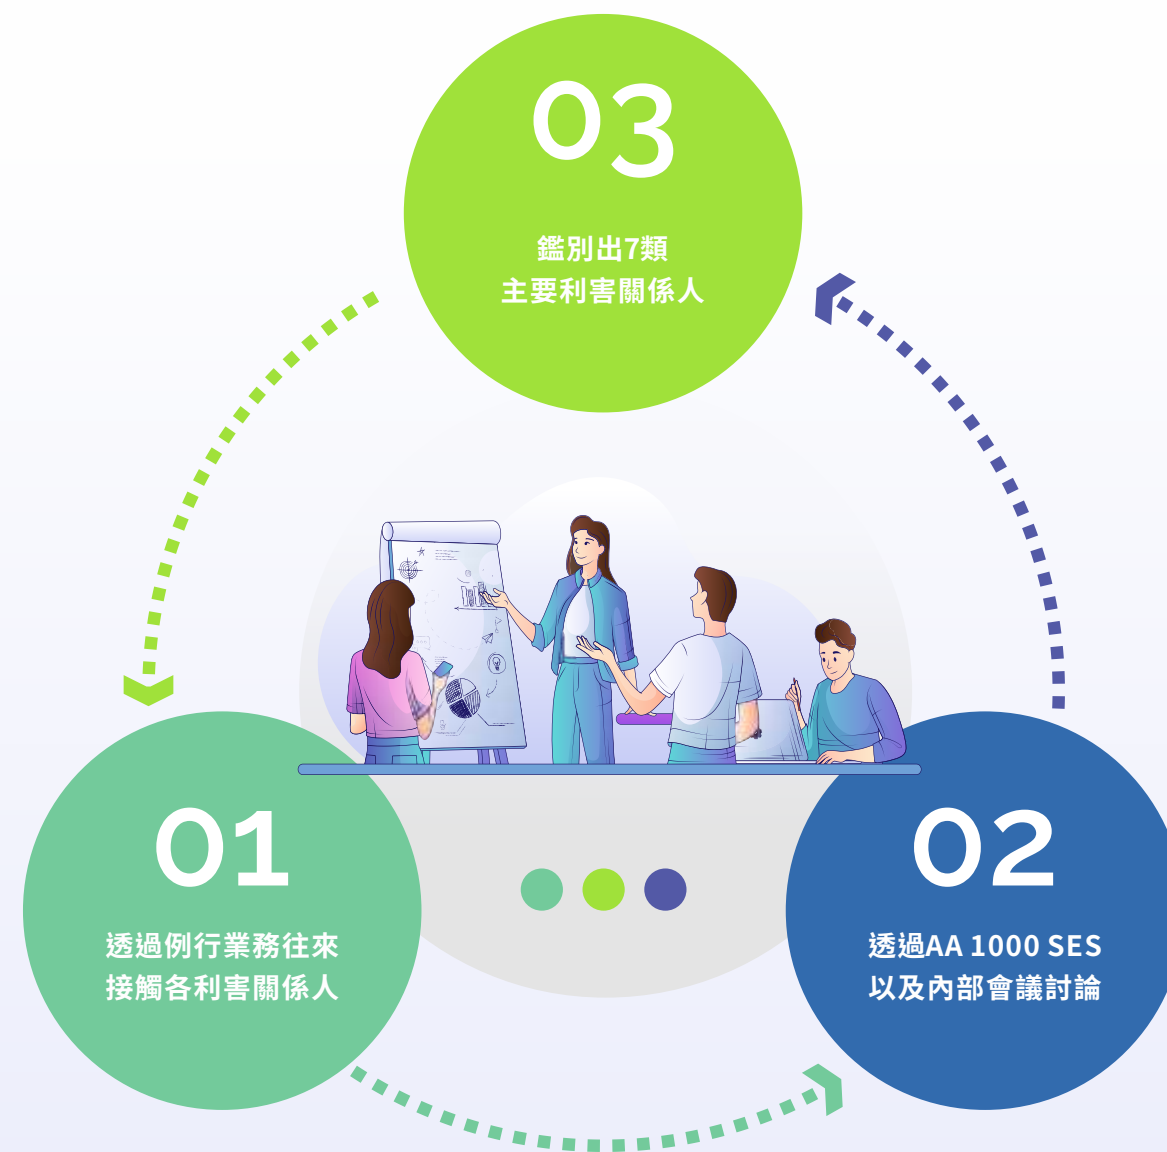 03
鑑別出7類
主要利害關係人
01
透過例行業務往來
接觸各利害關係人
02
透過AA 1000 SES
以及內部會議討論